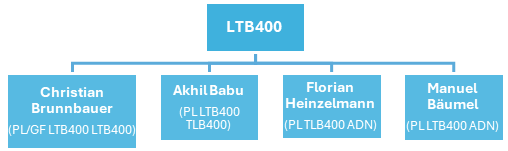 LTB400
Christian
Brunnbauer
(PL/GF LTB400 LTB400)
Akhil Babu
(PL LTB400
TLB400)
Florian
Heinzelmann
(PL TLB400 ADN)
Manuel
Bäumel
(PL LTB400 ADN)